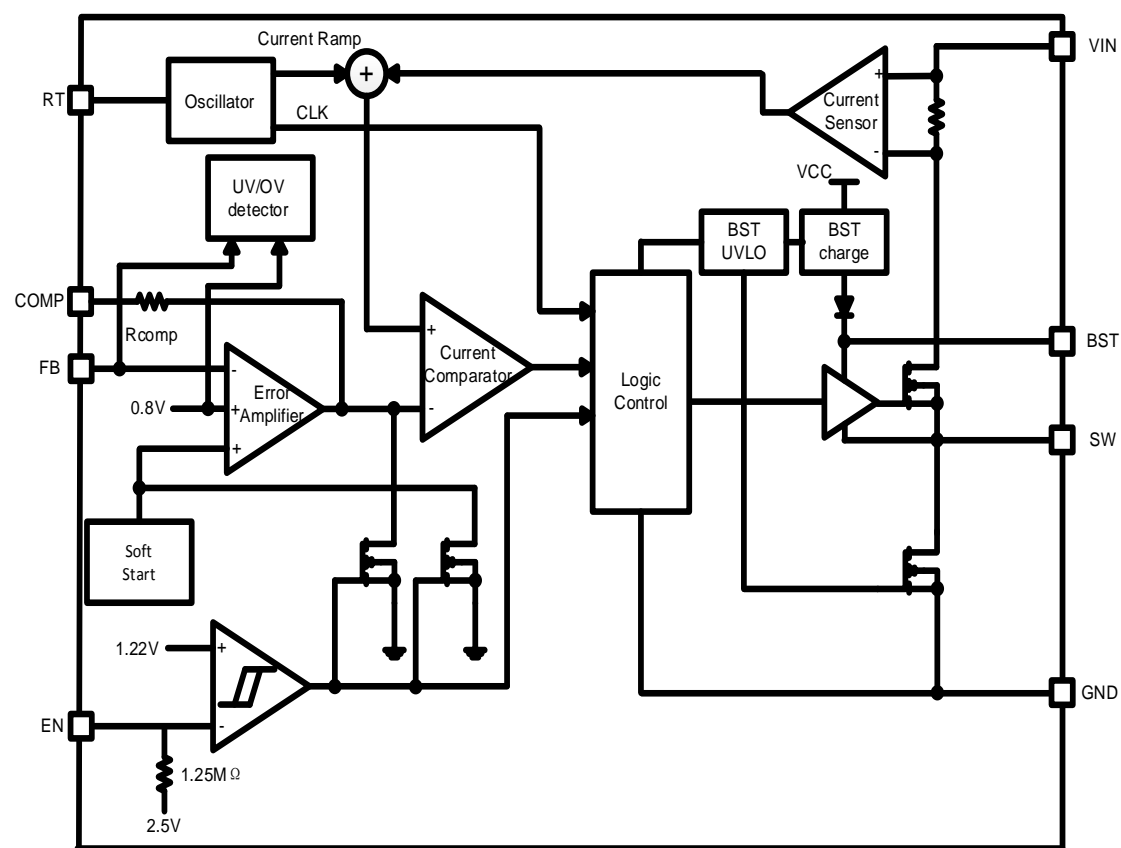 Current Ramp
VIN
+
+
RT
Oscillator
CLK
Current
Sensor
-
VCC
UV/OV
detector
BST
UVLO
BST
charge
COMP
Rcomp
+
Current
Comparator
-
BST
FB
-
Error
Amplifier
0.8V
+
+
Logic
Control
SW
Soft
Start
1.22V
+
EN
-
GND
1.25MΩ
2.5V